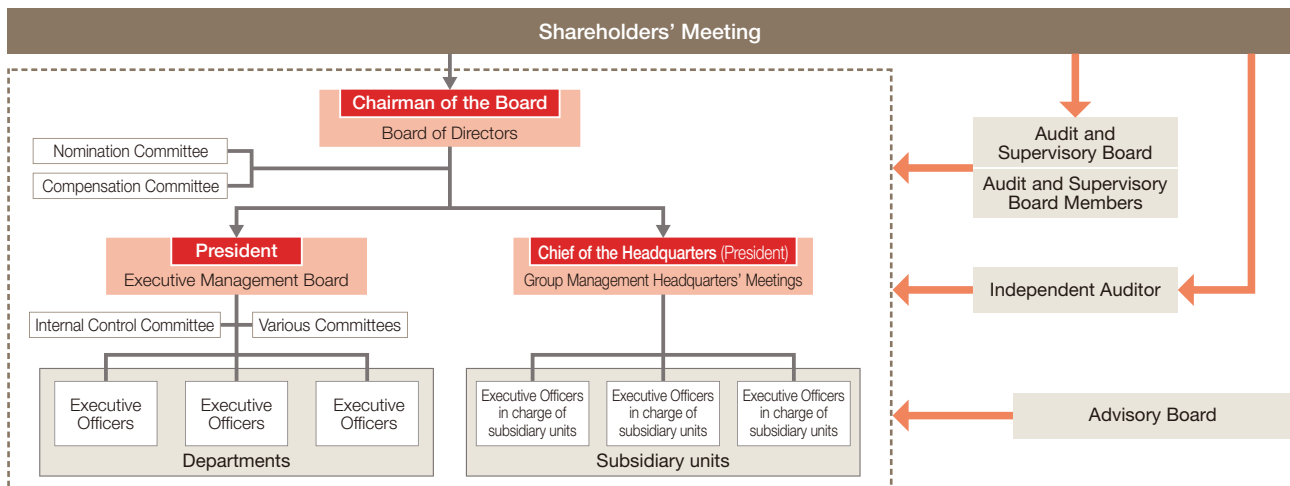 Shareholders’ Meeting
Chairman of the Board
Board of Directors
Nomination Committee
Compensation Committee
Audit and
Supervisory Board
Audit and Supervisory
Board Members
President
Executive Management Board
Chief of the Headquarters (President)
Group Management Headquarters’ Meetings
Independent Auditor
Internal Control Committee
Various Committees
Executive
Officers
Executive
Officers
Executive
Officers
Departments
Executive Officers
in charge of
subsidiary units
Executive Officers
in charge of
subsidiary units
Executive Officers
in charge of
subsidiary units
Subsidiary units
Advisory Board